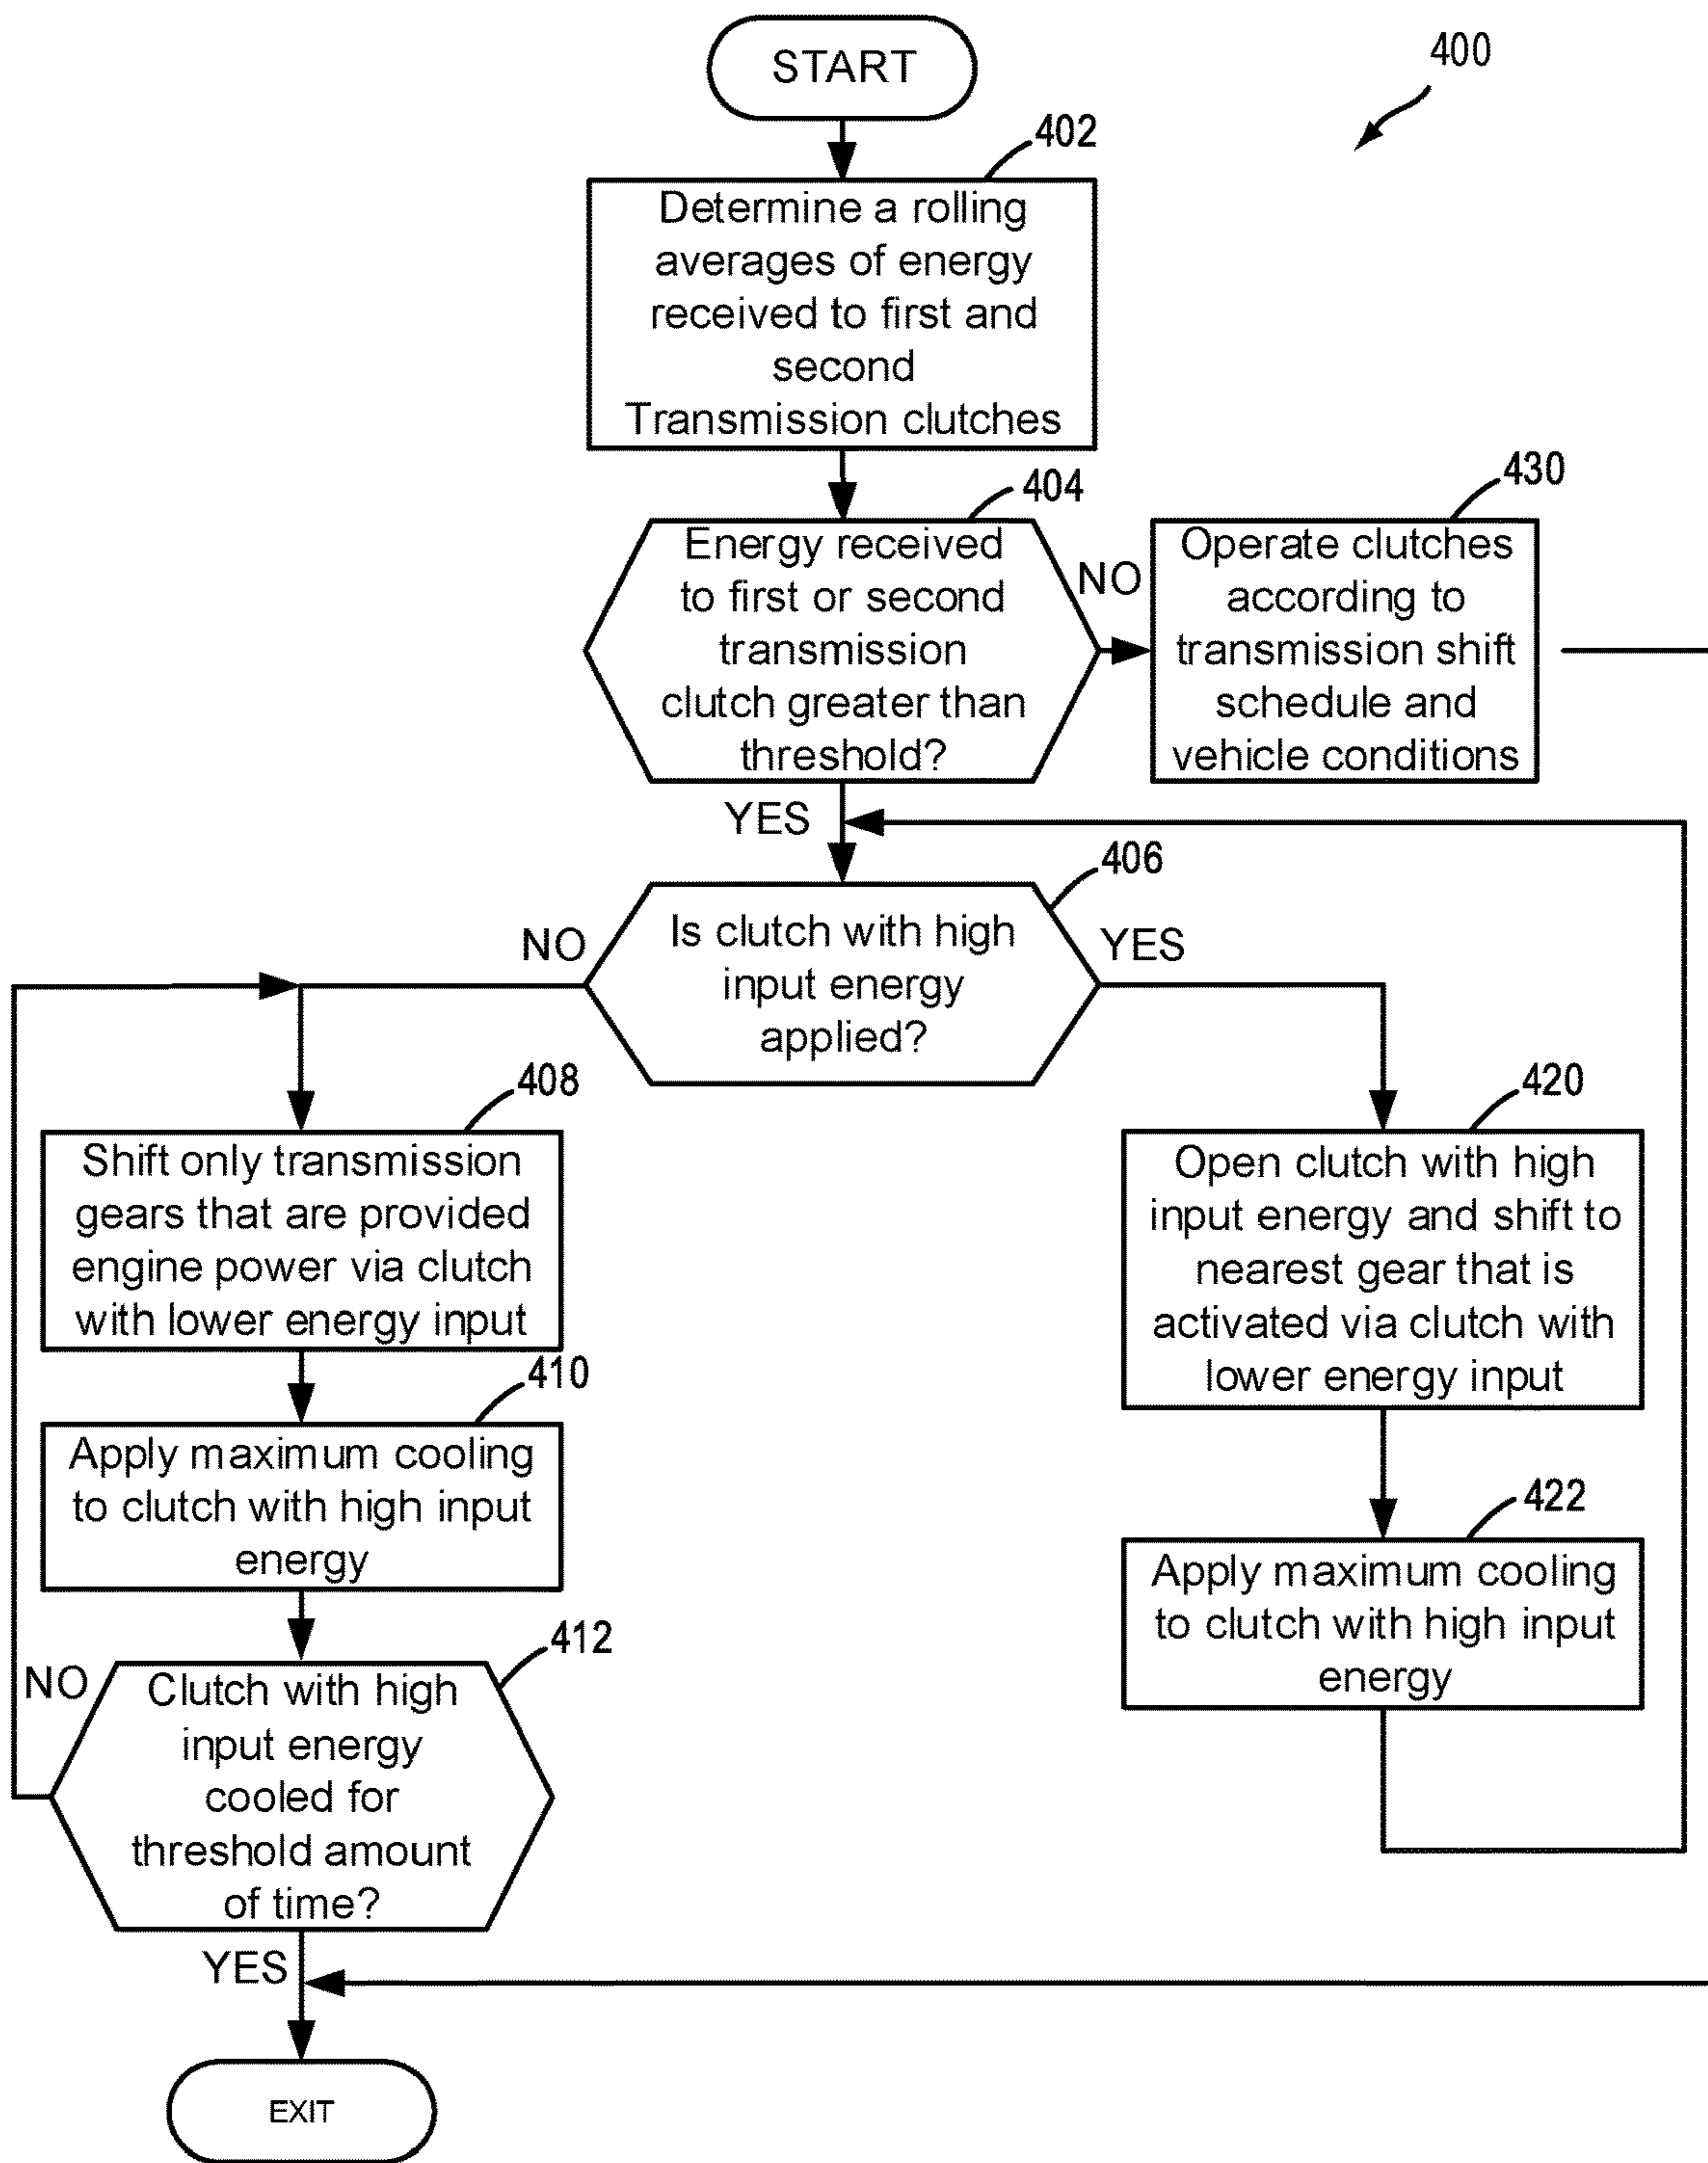 START
400
402
Determine a rolling
averages of energy
received to first and
second
Transmission clutches
404
Energy received
to first or second
transmission
clutch greater than
threshold?
NO
430
Operate clutches
according to
transmission shift
schedule and
vehicle conditions
YES
406
Is clutch with high
input energy
applied?
NO
YES
408
Shift only transmission
gears that are provided
engine power via clutch
with lower energy input
420
Open clutch with high
input energy and shift to
nearest gear that is
activated via clutch with
lower energy input
410
Apply maximum cooling
to clutch with high input
energy
422
Apply maximum cooling
to clutch with high input
energy
412
Clutch with high
input energy
cooled for
threshold amount
of time?
NO
YES
EXIT